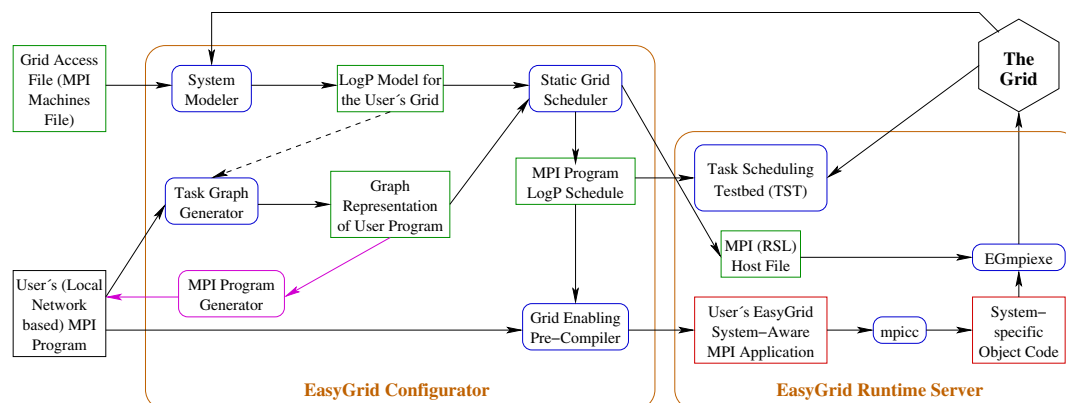 Grid Access
File (MPI
Machines
File)
System
Modeler
LogP Model for
the User´s Grid
Static Grid
Scheduler
The
Grid
Task Graph
Generator
Graph
Representation
of User Program
MPI Program
LogP Schedule
Task Scheduling
Testbed (TST)
MPI (RSL)
Host File
EGmpiexe
User´s (Local
Network
based) MPI
Program
MPI Program
Generator
Grid Enabling
Pre−Compiler
User´s EasyGrid
System−Aware
MPI Application
mpicc
System−
specific
Object Code
EasyGrid Configurator
EasyGrid Runtime Server